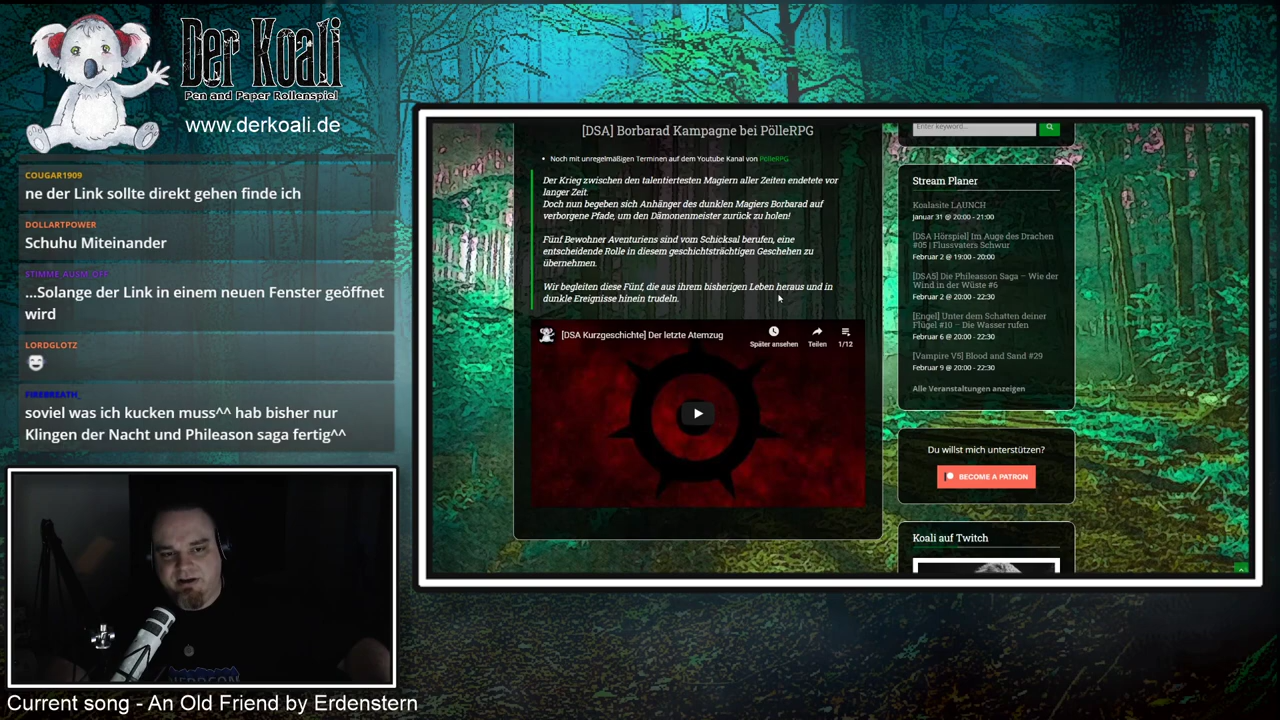 Der Koali
Pen and Paper Rollenspiel
www.derkoali.de
COUGAR1909
ne der Link sollte direkt gehen finde ich
DOLLARTPOWER
Schuhu Miteinander
STIMME_AUSM_OFF
...Solange der Link in einem neuen Fenster geöffnet
wird
LORDGLOTZ
FIREBREATH_
soviel was ich kucken muss^^ hab bisher nur
Klingen der Nacht und Phileason saga fertig^^
Current song - An Old Friend by Erdenstern
[DSA] Borbarad Kampagne bei PölleRPG
Noch mit unregelmäßigen Terminen auf dem Youtube Kanal von PölleRPG
Der Krieg zwischen den talentiertesten Magiern aller Zeiten endetete vor
langer Zeit.
Doch nun begeben sich Anhänger des dunklen Magiers Borbarad auf
verborgene Pfade, um den Dämonenmeister zurück zu holen!
Fünf Bewohner Aventuriens sind vom Schicksal berufen, eine
entscheidende Rolle in diesem geschichtsträchtigen Geschehen zu
übernehmen.
Wir begleiten diese Fünf, die aus ihrem bisherigen Leben heraus und in
dunkle Ereignisse hinein trudeln.
[DSA Kurzgeschichte] Der letzte Atemzug
Später ansehen
Teilen
1/12
Enter keyword...
Stream Planer
Koalasite LAUNCH
Januar 31 @ 20:00 - 21:00
[DSA Hörspiel] Im Auge des Drachen
#05 | Flussvaters Schwur
Februar 2 @ 19:00 - 20:00
[DSA5] Die Phileasson Saga – Wie der
Wind in der Wüste #6
Februar 2 @ 20:00 - 22:30
[Engel] Unter dem Schatten deiner
Flügel #10 – Die Wasser rufen
Februar 6 @ 20:00 - 22:30
[Vampire V5] Blood and Sand #29
Februar 9 @ 20:00 - 22:30
Alle Veranstaltungen anzeigen
Du willst mich unterstützen?
BECOME A PATRON
Koali auf Twitch